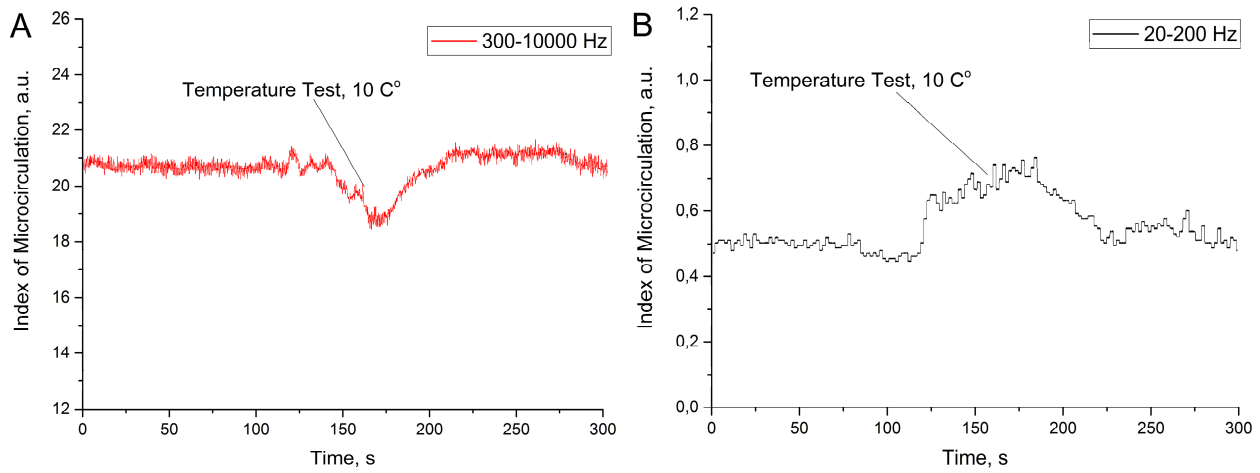 A
300-10000 Hz
Temperature Test, 10 C°
Index of Microcirculation, a.u.
26
24
22
20
18
16
14
12
0
50
100
150
200
250
300
Time, s
B
20-200 Hz
Temperature Test, 10 C°
Index of Microcirculation, a.u.
1,2
1,0
0,8
0,6
0,4
0,2
0,0
0
50
100
150
200
250
300
Time, s